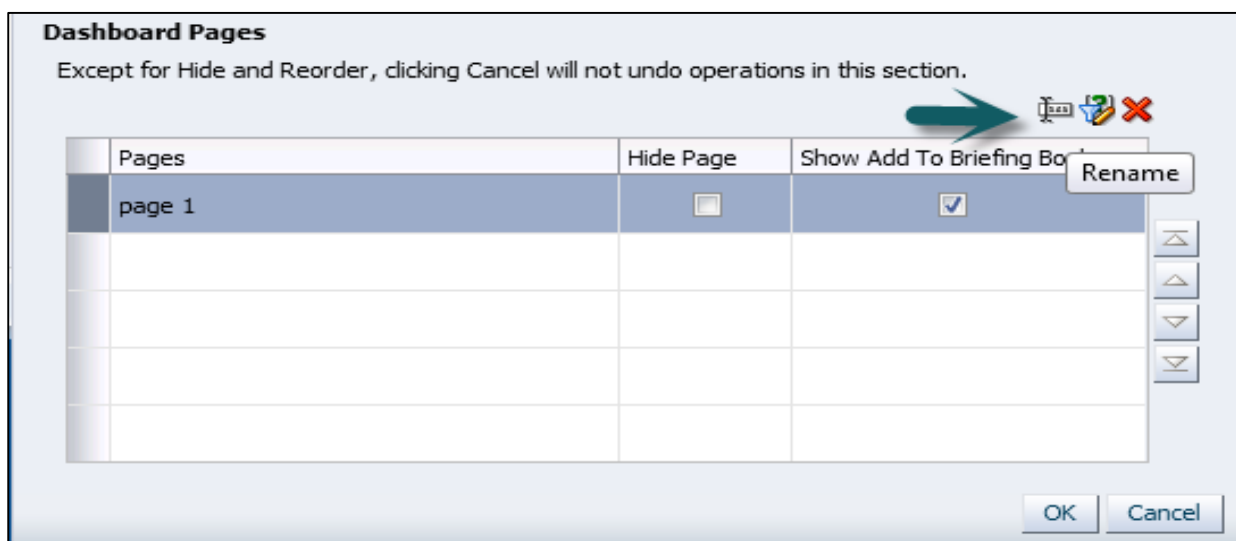 Dashboard Pages
Except for Hide and Reorder, clicking Cancel will not undo operations in this section.
Pages Hide Page Show Add To Briefing
Rename
page 1
OK Cancel